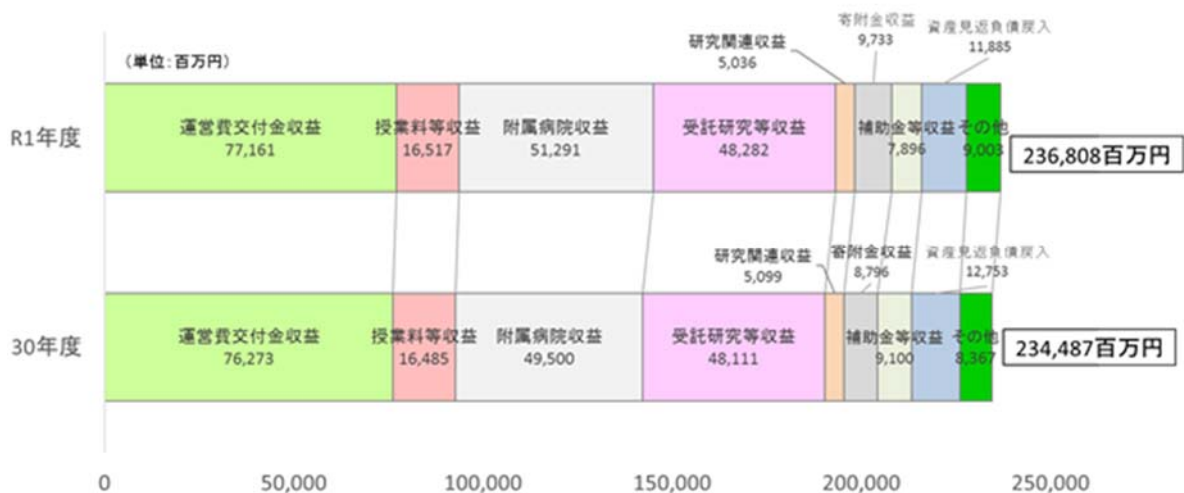 寄附金収益
9,733
資産見返負債戻入
11,885
研究関連収益
5,036
(単位：百万円)
R1年度
運営費交付金収益
77,161
授業料等収益
16,517
附属病院収益
51,291
受託研究等収益
48,282
補助金等収益
7,896
その他
9,003
236,808百万円
研究関連収益
5,099
寄附金収益
8,796
資産見返負債戻入
12,753
30年度
運営費交付金収益
76,273
授業料等収益
16,485
附属病院収益
49,500
受託研究等収益
48,111
補助金等収益
9,100
その他
8,367
234,487百万円
0 50,000 100,000 150,000 200,000 250,000